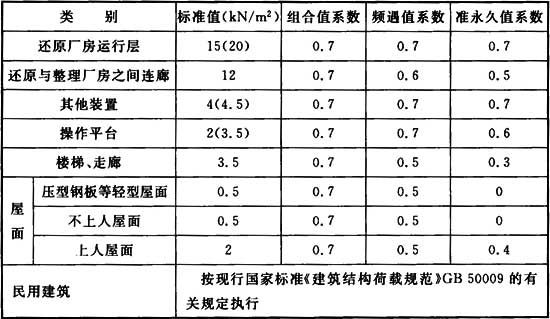 类 别 标准值(kN/m²) 组合值系数 频遇值系数 准永久值系数
还原厂房运行层 15(20) 0.7 0.7 0.7
还原与整理厂房之间连廊 12 0.7 0.6 0.5
其他装置 4(4.5) 0.7 0.7 0.7
操作平台 2(3.5) 0.7 0.7 0.6
楼梯、走廊 3.5 0.7 0.5 0.3
屋面 压型钢板等轻型屋面 0.5 0.7 0.5 0
不上人屋面 0.5 0.7 0.5 0
上人屋面 2 0.7 0.5 0.4
民用建筑 按现行国家标准《建筑结构荷载规范》GB 50009 的有
关规定执行